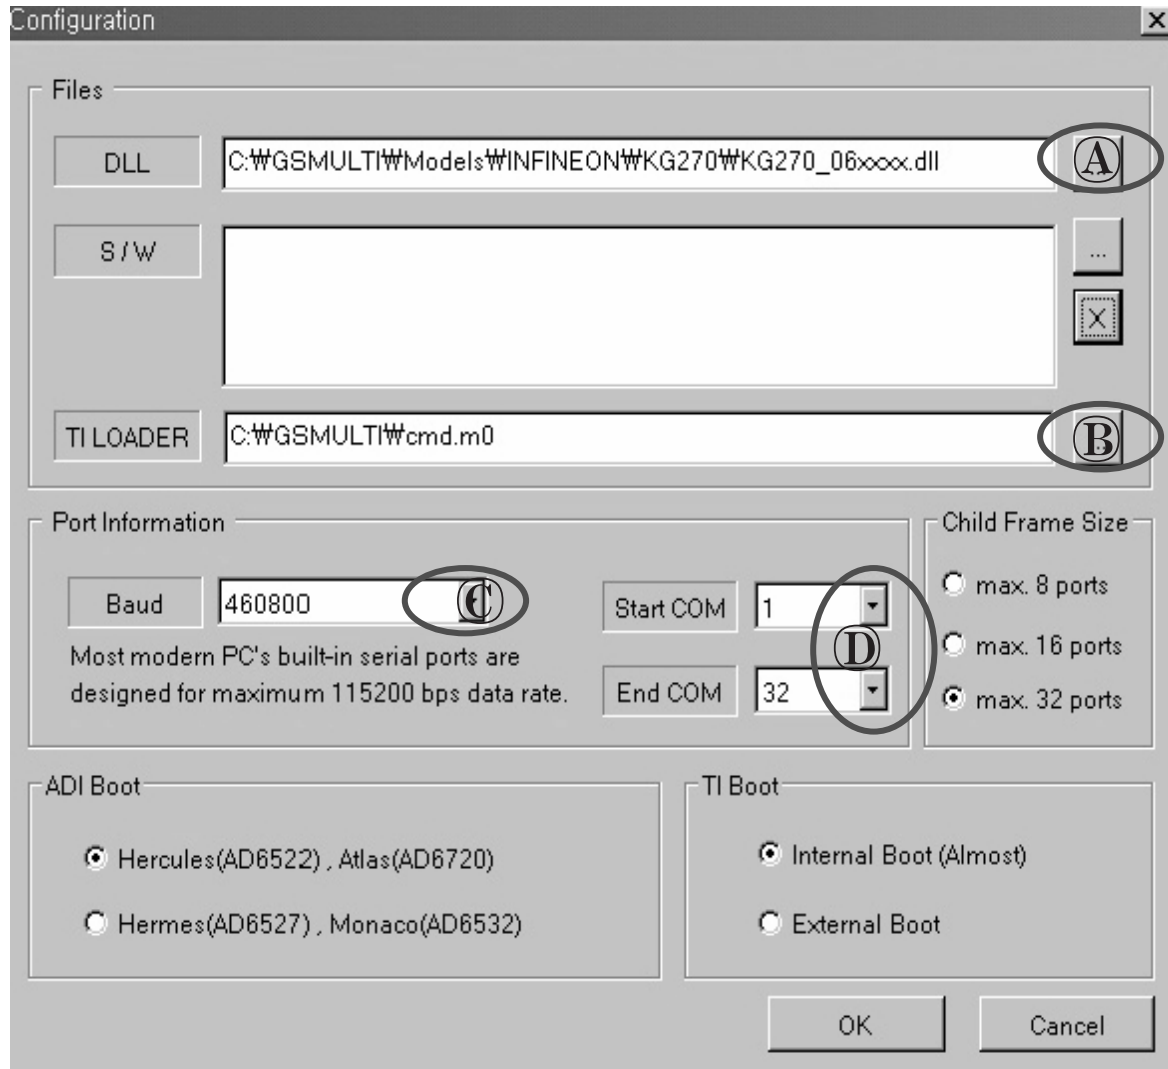 Configuration
Files
DLL
C:₩GSMULTI₩Models₩INFINEON₩KG270₩KG270_06xxxx.dll
Ⓐ
S / W
...
X
TI LOADER
C:₩GSMULTI₩cmd.m0
Ⓑ
Port Information
Baud
460800
Ⓒ
Most modern PC's built-in serial ports are
designed for maximum 115200 bps data rate.
Start COM
1
End COM
32
Ⓓ
Child Frame Size
max. 8 ports
max. 16 ports
max. 32 ports
ADI Boot
Hercules(AD6522) , Atlas(AD6720)
Hermes(AD6527) , Monaco(AD6532)
TI Boot
Internal Boot (Almost)
External Boot
OK
Cancel